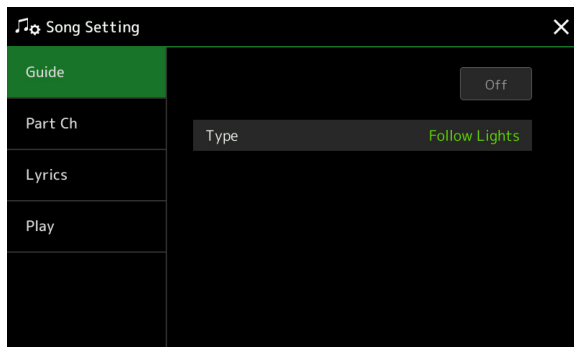 Song Setting
Guide
Off
Part Ch
Type Follow Lights
Lyrics
Play